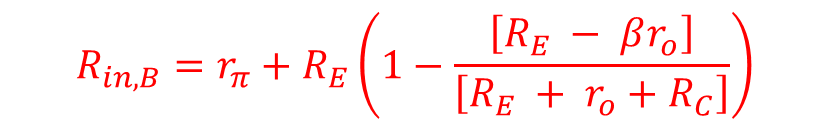 R_{in,B} = r_π + R_E ( 1 − [R_E − βr_o] / [R_E + r_o + R_C] )